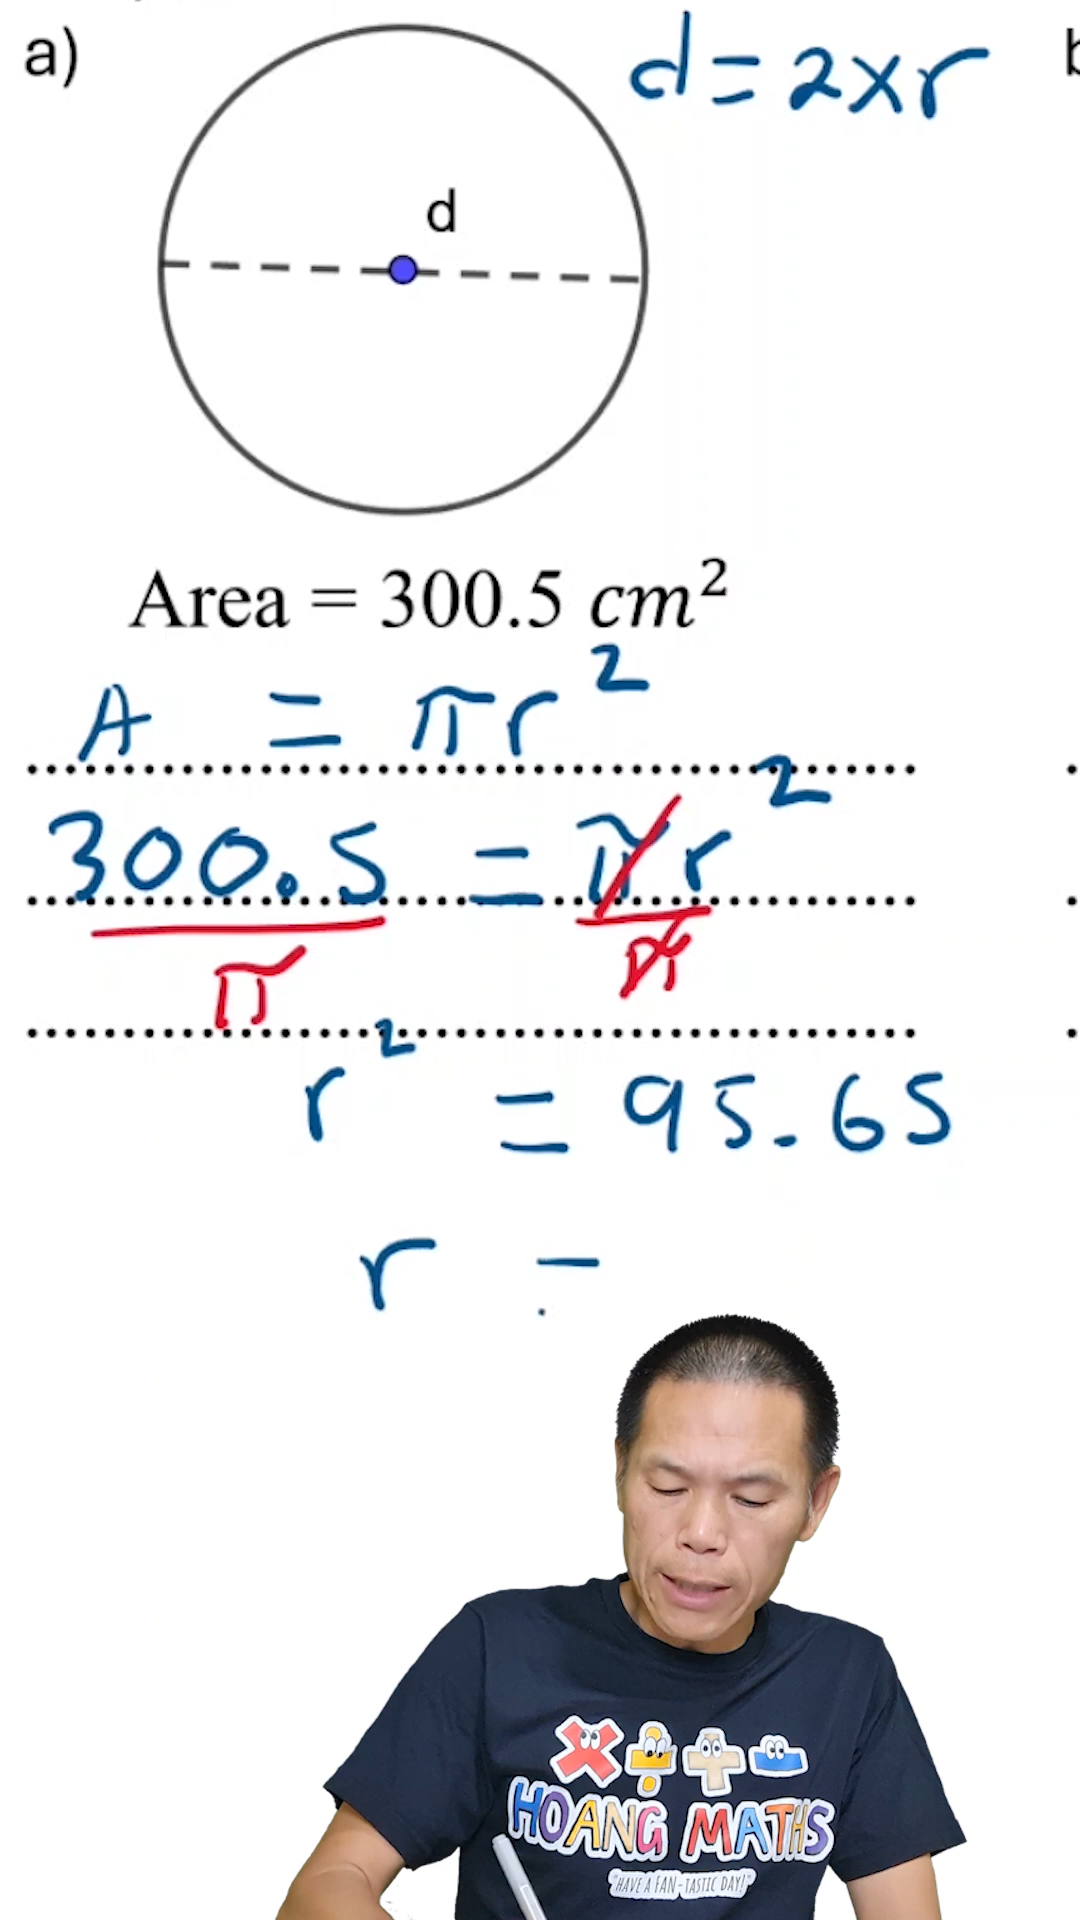 a)
d = 2 x r
b
d
Area = 300.5 cm²
A = πr²
300.5 = πr²
π π
r² = 95.65
r =
HOANG MATHS
"HAVE A FAN-TASTIC DAY!"